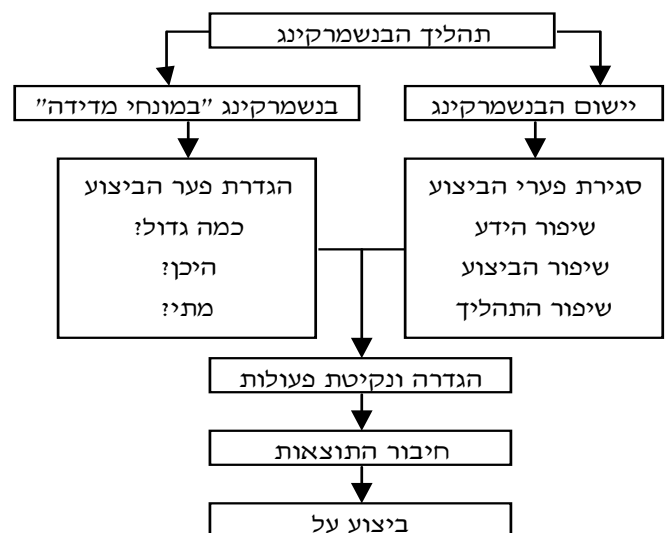 תהליך הבנשמרקינג
יישום הבנשמרקינג
בנשמרקינג "במונחי מדידה"
סגירת פערי הביצוע
שיפור הידע
שיפור הביצוע
שיפור התהליך
הגדרת פער הביצוע
כמה גדול?
היכן?
מתי?
הגדרה ונקיטת פעולות
חיבור התוצאות
ביצוע על